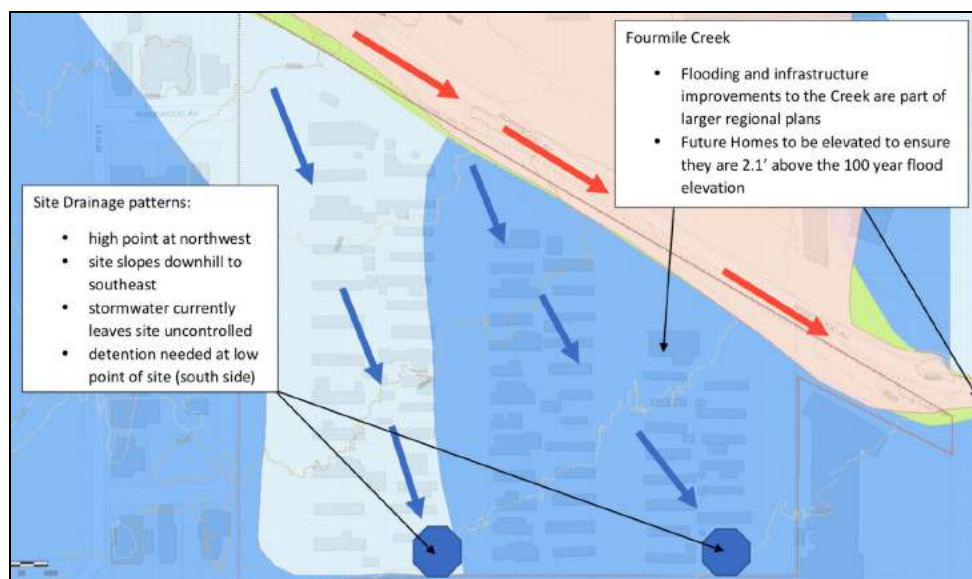 Fourmile Creek
• Flooding and infrastructure
improvements to the Creek are part of
larger regional plans
• Future Homes to be elevated to ensure
they are 2.1’ above the 100 year flood
elevation
Site Drainage patterns:
• high point at northwest
• site slopes downhill to
southeast
• stormwater currently
leaves site uncontrolled
• detention needed at low
point of site (south side)